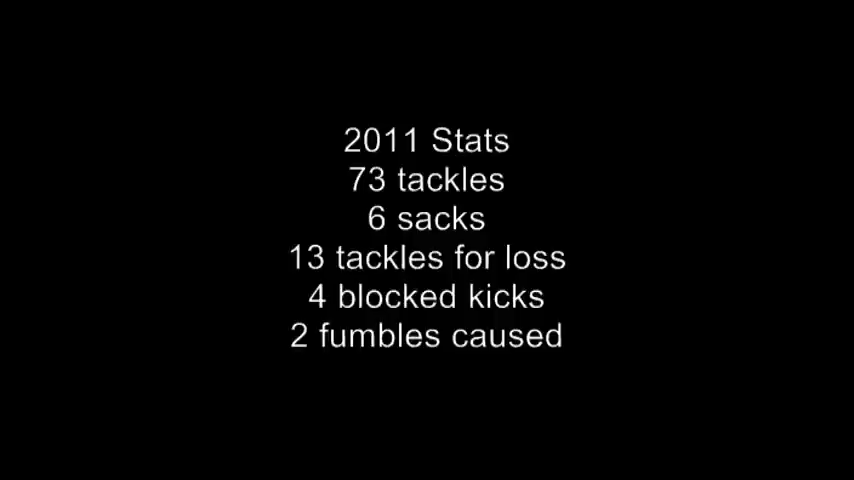 2011 Stats
73 tackles
6 sacks
13 tackles for loss
4 blocked kicks
2 fumbles caused